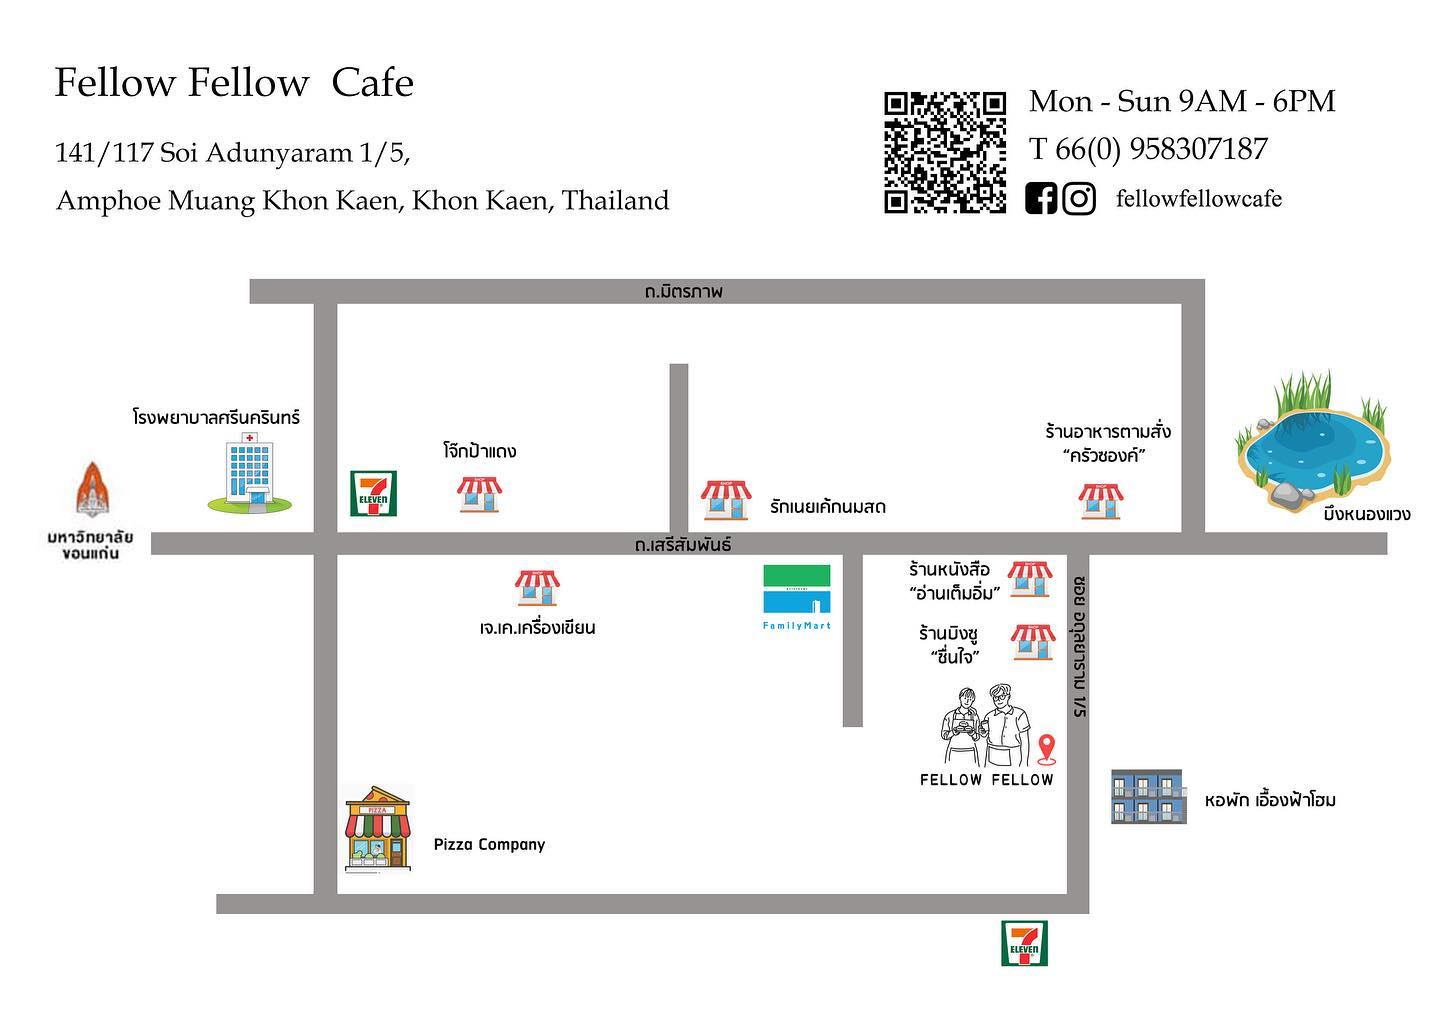 Fellow Fellow Cafe
141/117 Soi Adunyaram 1/5,
Amphoe Muang Khon Kaen, Khon Kaen, Thailand
Mon - Sun 9AM - 6PM
T 66(0) 958307187
fellowfellowcafe
ถ.มิตรภาพ
โรงพยาบาลศรีนครินทร์
มหาวิทยาลัย
ขอนแก่น
7
ELEVEN
โจ๊กป้าแดง
SHOP
SHOP
รักเนยเค้กนมสด
ร้านอาหารตามสั่ง
“ครัวซองค์”
SHOP
บึงหนองแวง
ถ.เสรีสัมพันธ์
SHOP
เจ.เค.เครื่องเขียน
FamilyMart
ร้านหนังสือ
“อ่านเต็มอิ่ม”
SHOP
ร้านบิงซู
“ชื่นใจ”
SHOP
ซอย อดุลยาราม 1/5
FELLOW FELLOW
หอพัก เอื้องฟ้าโฮม
PIZZA
Pizza Company
7
ELEVEN